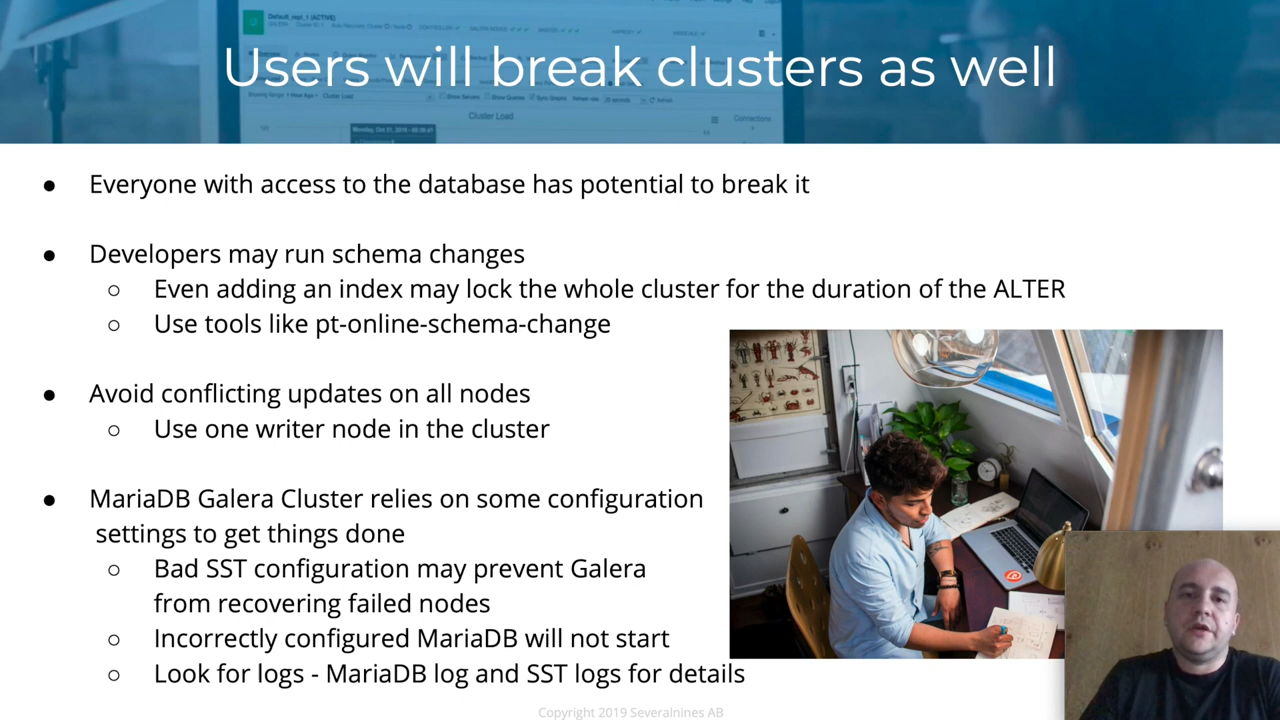 Default_repl_1 (ACTIVE)
Users will break clusters as well
Cluster Load
Connections
● Everyone with access to the database has potential to break it
● Developers may run schema changes
○ Even adding an index may lock the whole cluster for the duration of the ALTER
○ Use tools like pt-online-schema-change
● Avoid conflicting updates on all nodes
○ Use one writer node in the cluster
● MariaDB Galera Cluster relies on some configuration
settings to get things done
○ Bad SST configuration may prevent Galera
from recovering failed nodes
○ Incorrectly configured MariaDB will not start
○ Look for logs - MariaDB log and SST logs for details
Copyright 2019 Severalnines AB